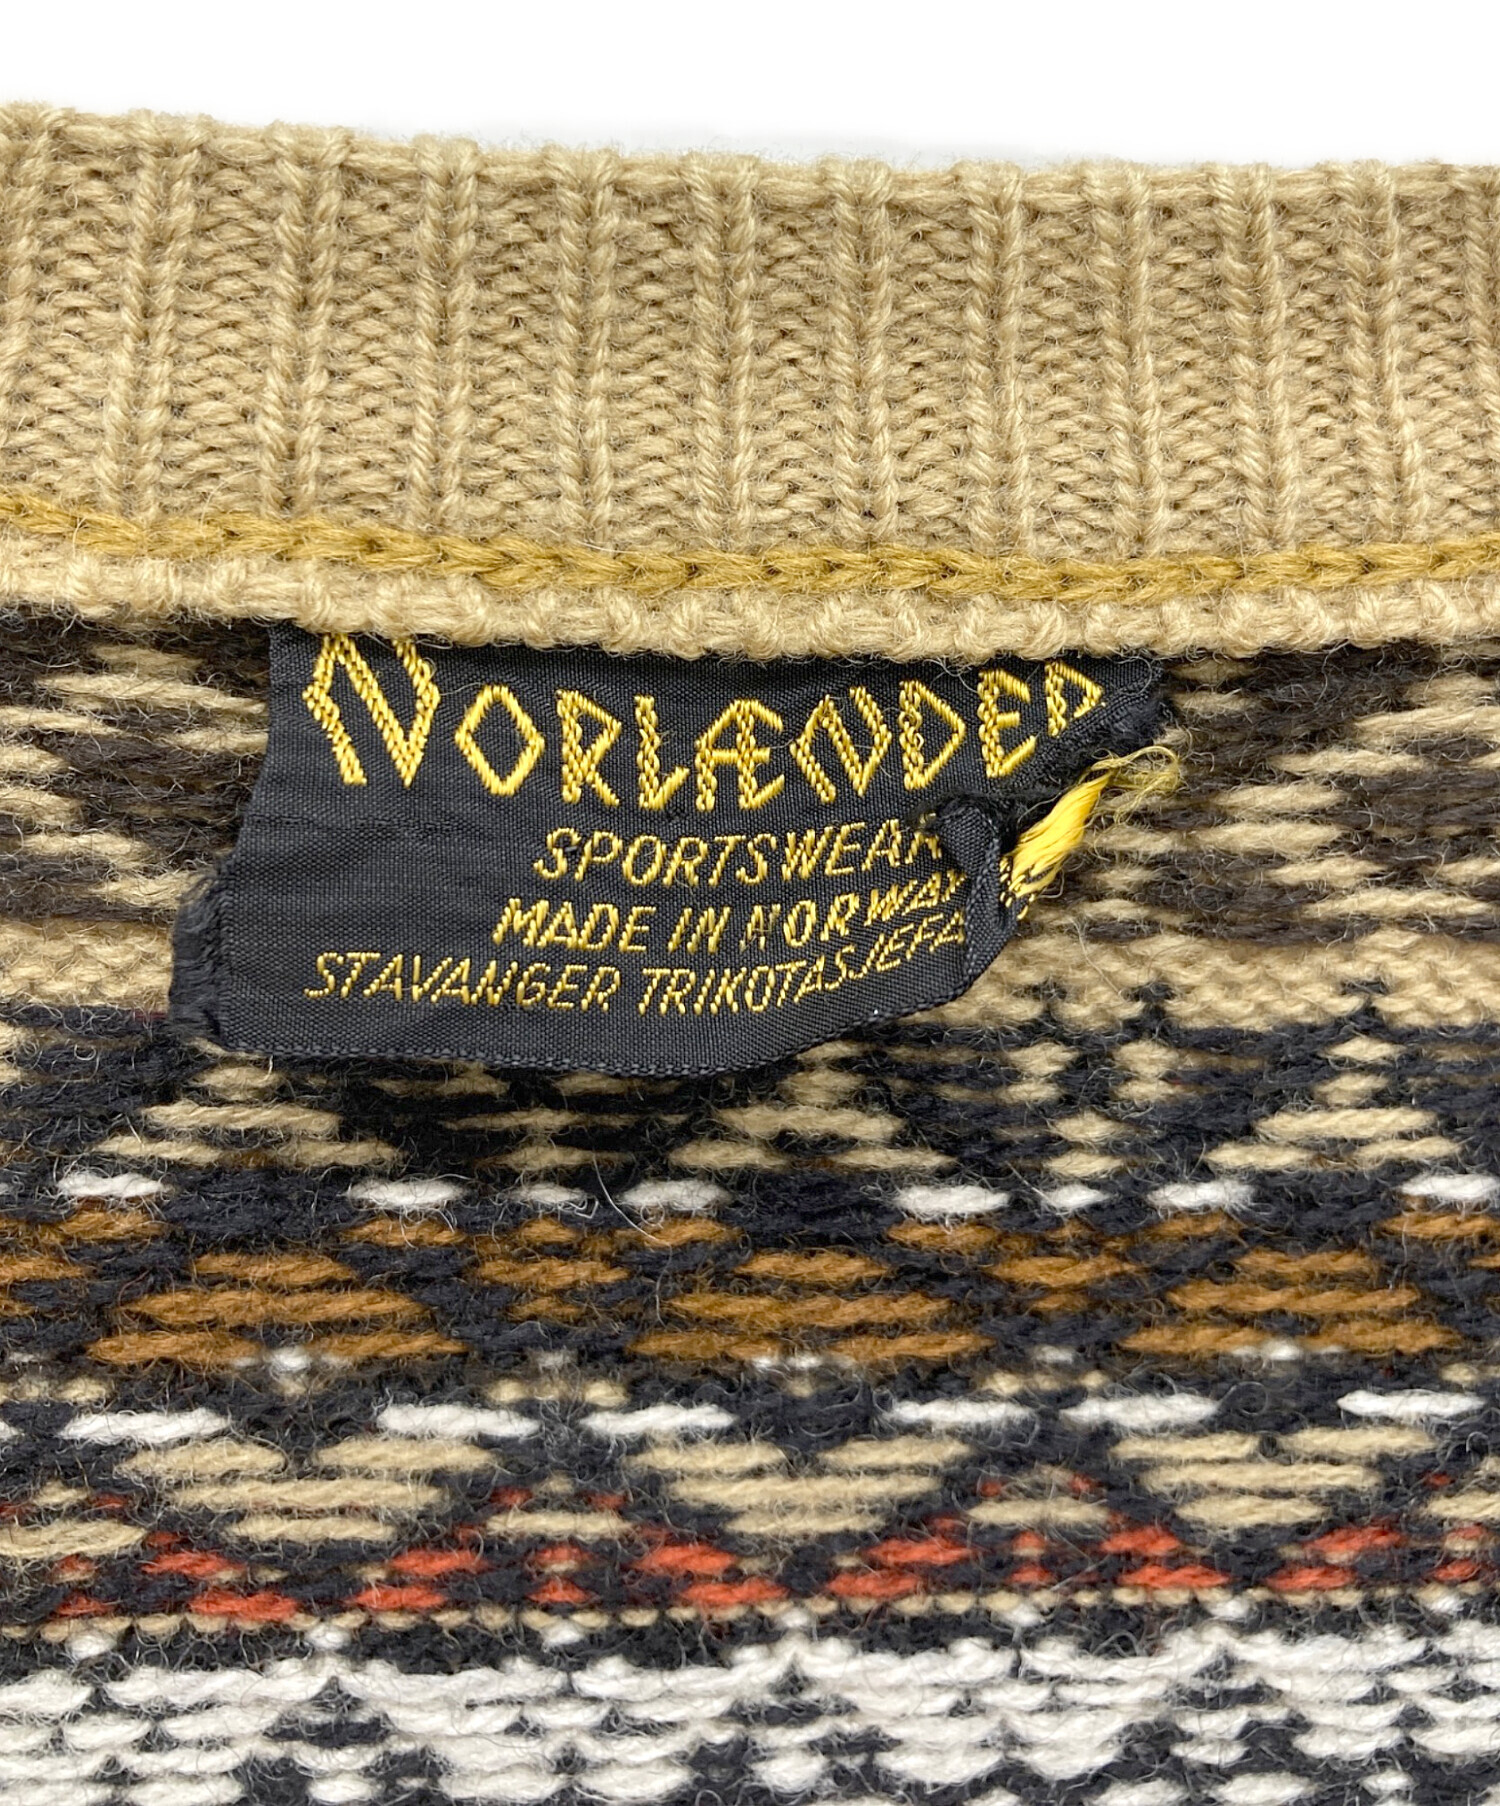 NORLÆNDER
SPORTSWEAR
MADE IN NORWAY
STAVANGER TRIKOTASJEFA